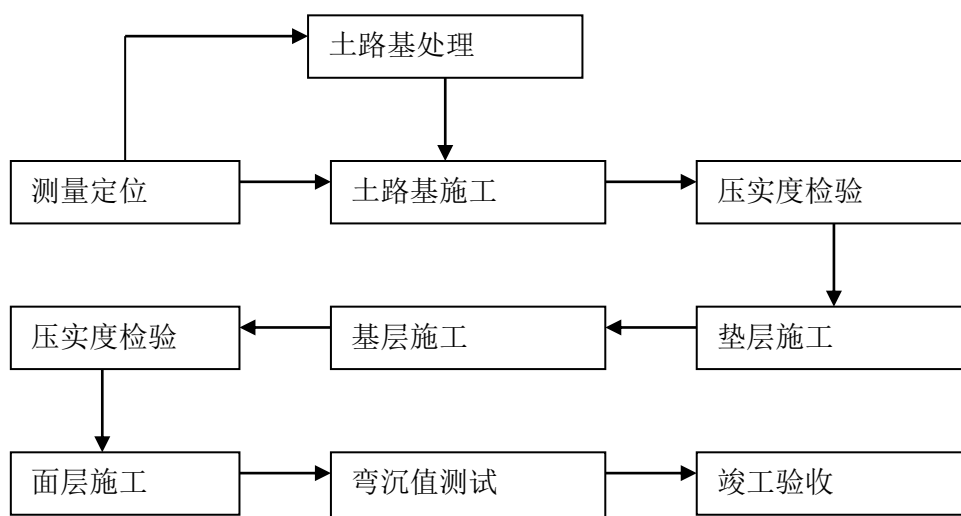 土路基处理
测量定位
土路基施工
压实度检验
压实度检验
基层施工
垫层施工
面层施工
弯沉值测试
竣工验收